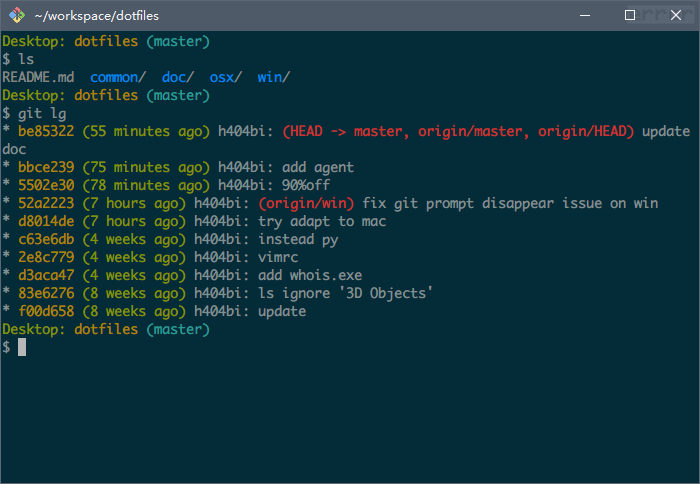 ~/workspace/dotfiles
Desktop: dotfiles (master)
$ ls
README.md  common/  doc/  osx/  win/
Desktop: dotfiles (master)
$ git lg
* be85322 (55 minutes ago) h404bi: (HEAD -> master, origin/master, origin/HEAD) update
doc
* bbce239 (75 minutes ago) h404bi: add agent
* 5502e30 (78 minutes ago) h404bi: 90%off
* 52a2223 (7 hours ago) h404bi: (origin/win) fix git prompt disappear issue on win
* d8014de (7 hours ago) h404bi: try adapt to mac
* c63e6db (4 weeks ago) h404bi: instead py
* 2e8c779 (4 weeks ago) h404bi: vimrc
* d3aca47 (4 weeks ago) h404bi: add whois.exe
* 83e6276 (8 weeks ago) h404bi: ls ignore '3D Objects'
* f00d658 (8 weeks ago) h404bi: update
Desktop: dotfiles (master)
$